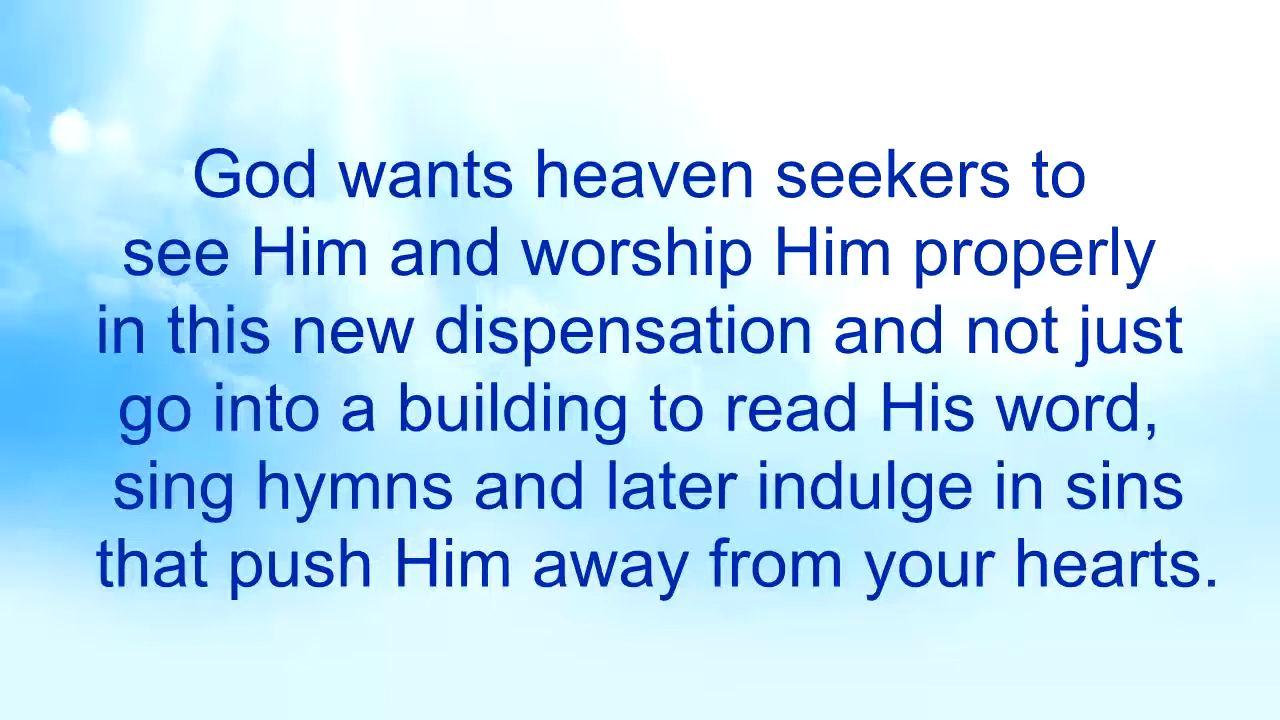 God wants heaven seekers to
see Him and worship Him properly
in this new dispensation and not just
go into a building to read His word,
sing hymns and later indulge in sins
that push Him away from your hearts.